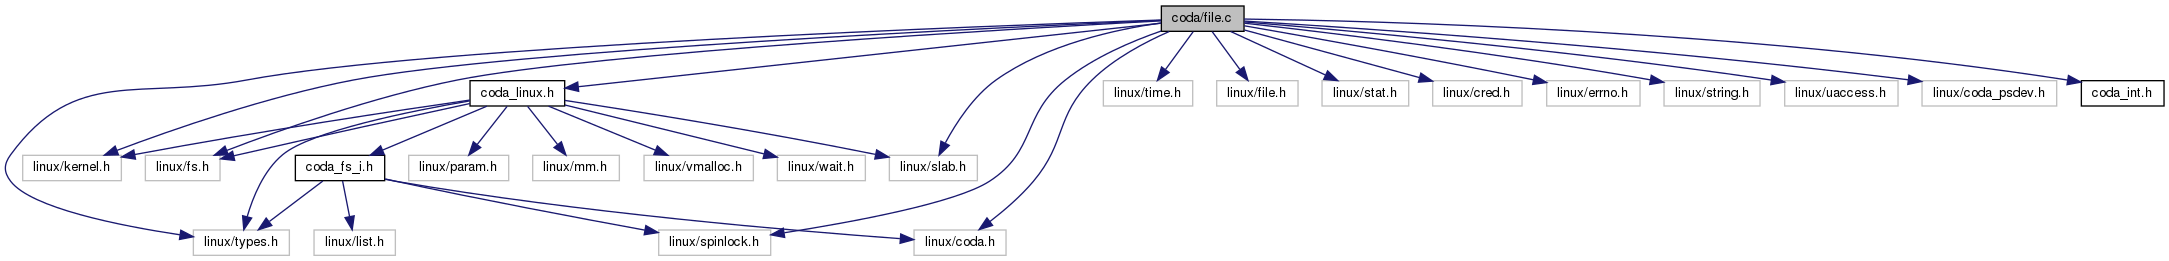 coda/file.c
coda_linux.h
linux/time.h
linux/file.h
linux/stat.h
linux/cred.h
linux/errno.h
linux/string.h
linux/uaccess.h
linux/coda_psdev.h
coda_int.h
linux/kernel.h
linux/fs.h
coda_fs_i.h
linux/param.h
linux/mm.h
linux/vmalloc.h
linux/wait.h
linux/slab.h
linux/types.h
linux/list.h
linux/spinlock.h
linux/coda.h